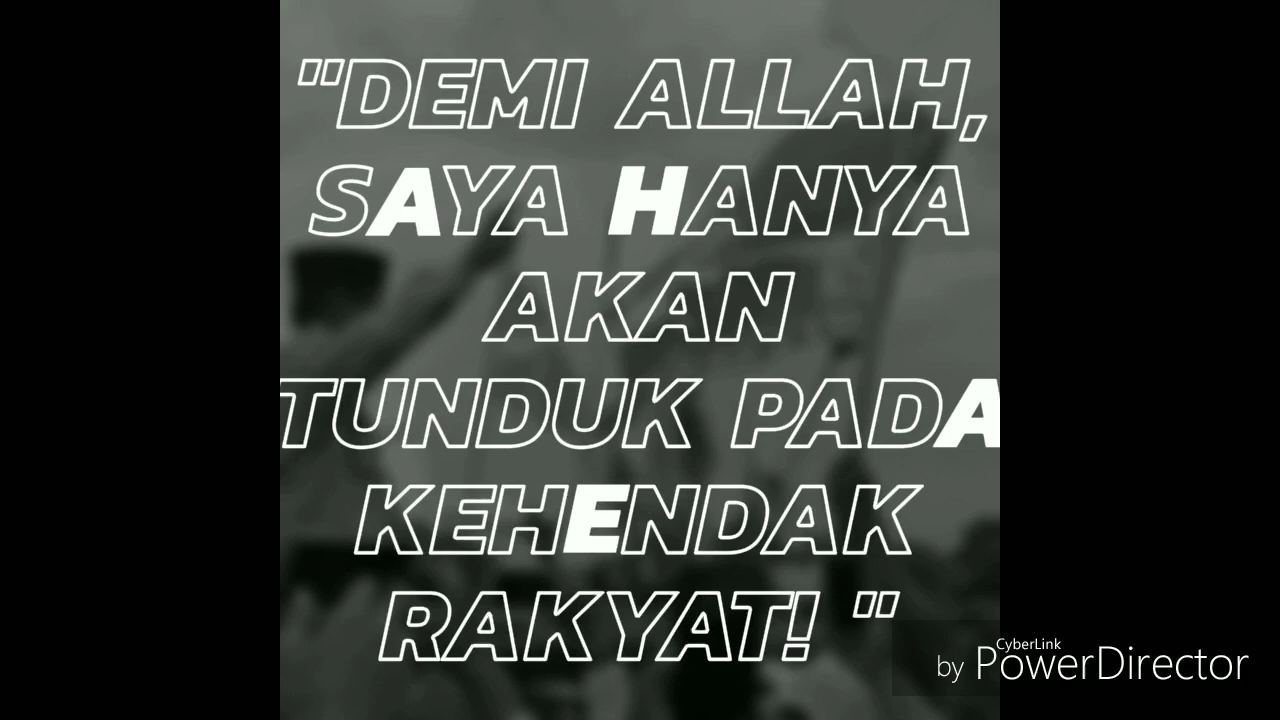 "DEMI ALLAH,
SAYA HANYA
AKAN
TUNDUK PADA
KEHENDAK
RAKYAT! "
CyberLink
by PowerDirector